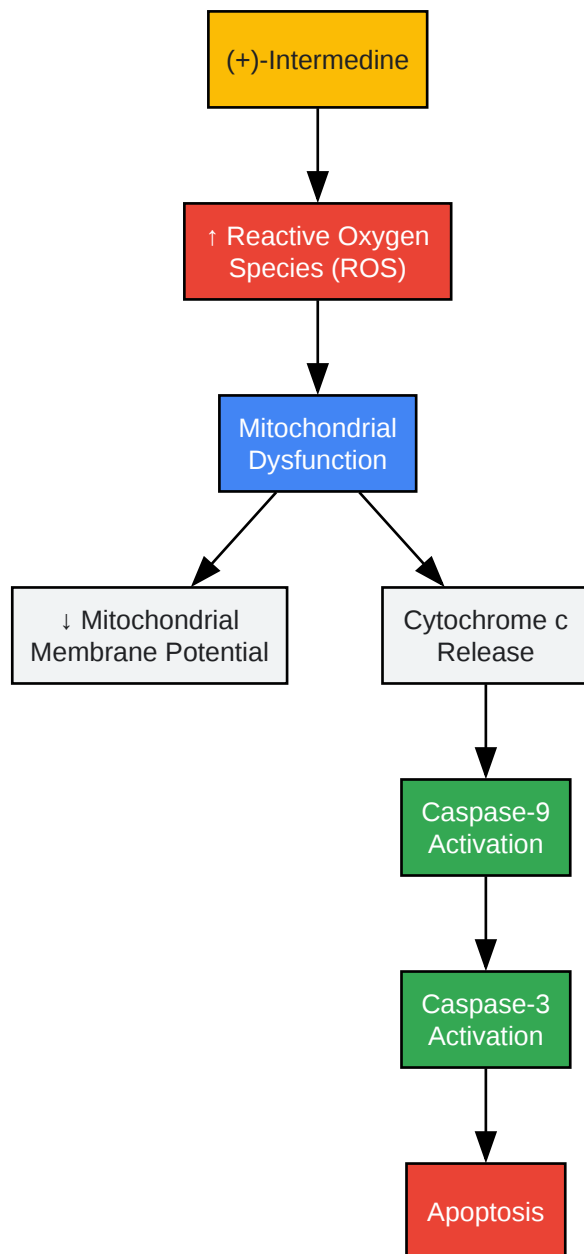 (+)-Intermedine
↑ Reactive Oxygen
Species (ROS)
Mitochondrial
Dysfunction
↓ Mitochondrial
Membrane Potential
Cytochrome c
Release
Caspase-9
Activation
Caspase-3
Activation
Apoptosis